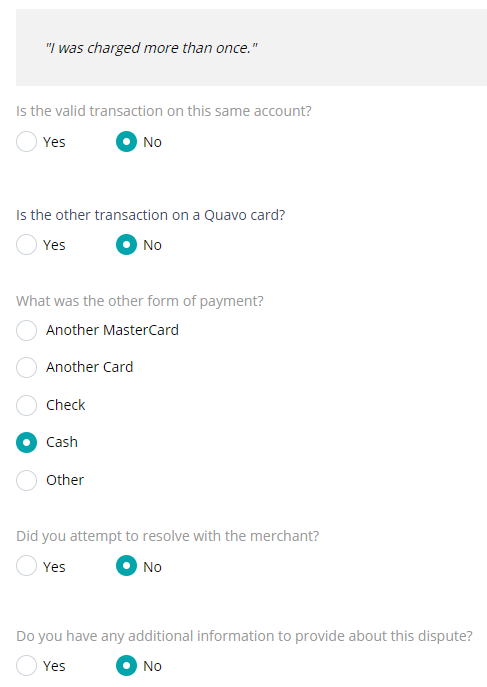 "I was charged more than once."
Is the valid transaction on this same account?
Yes No
Is the other transaction on a Quavo card?
Yes No
What was the other form of payment?
Another MasterCard
Another Card
Check
Cash
Other
Did you attempt to resolve with the merchant?
Yes No
Do you have any additional information to provide about this dispute?
Yes No